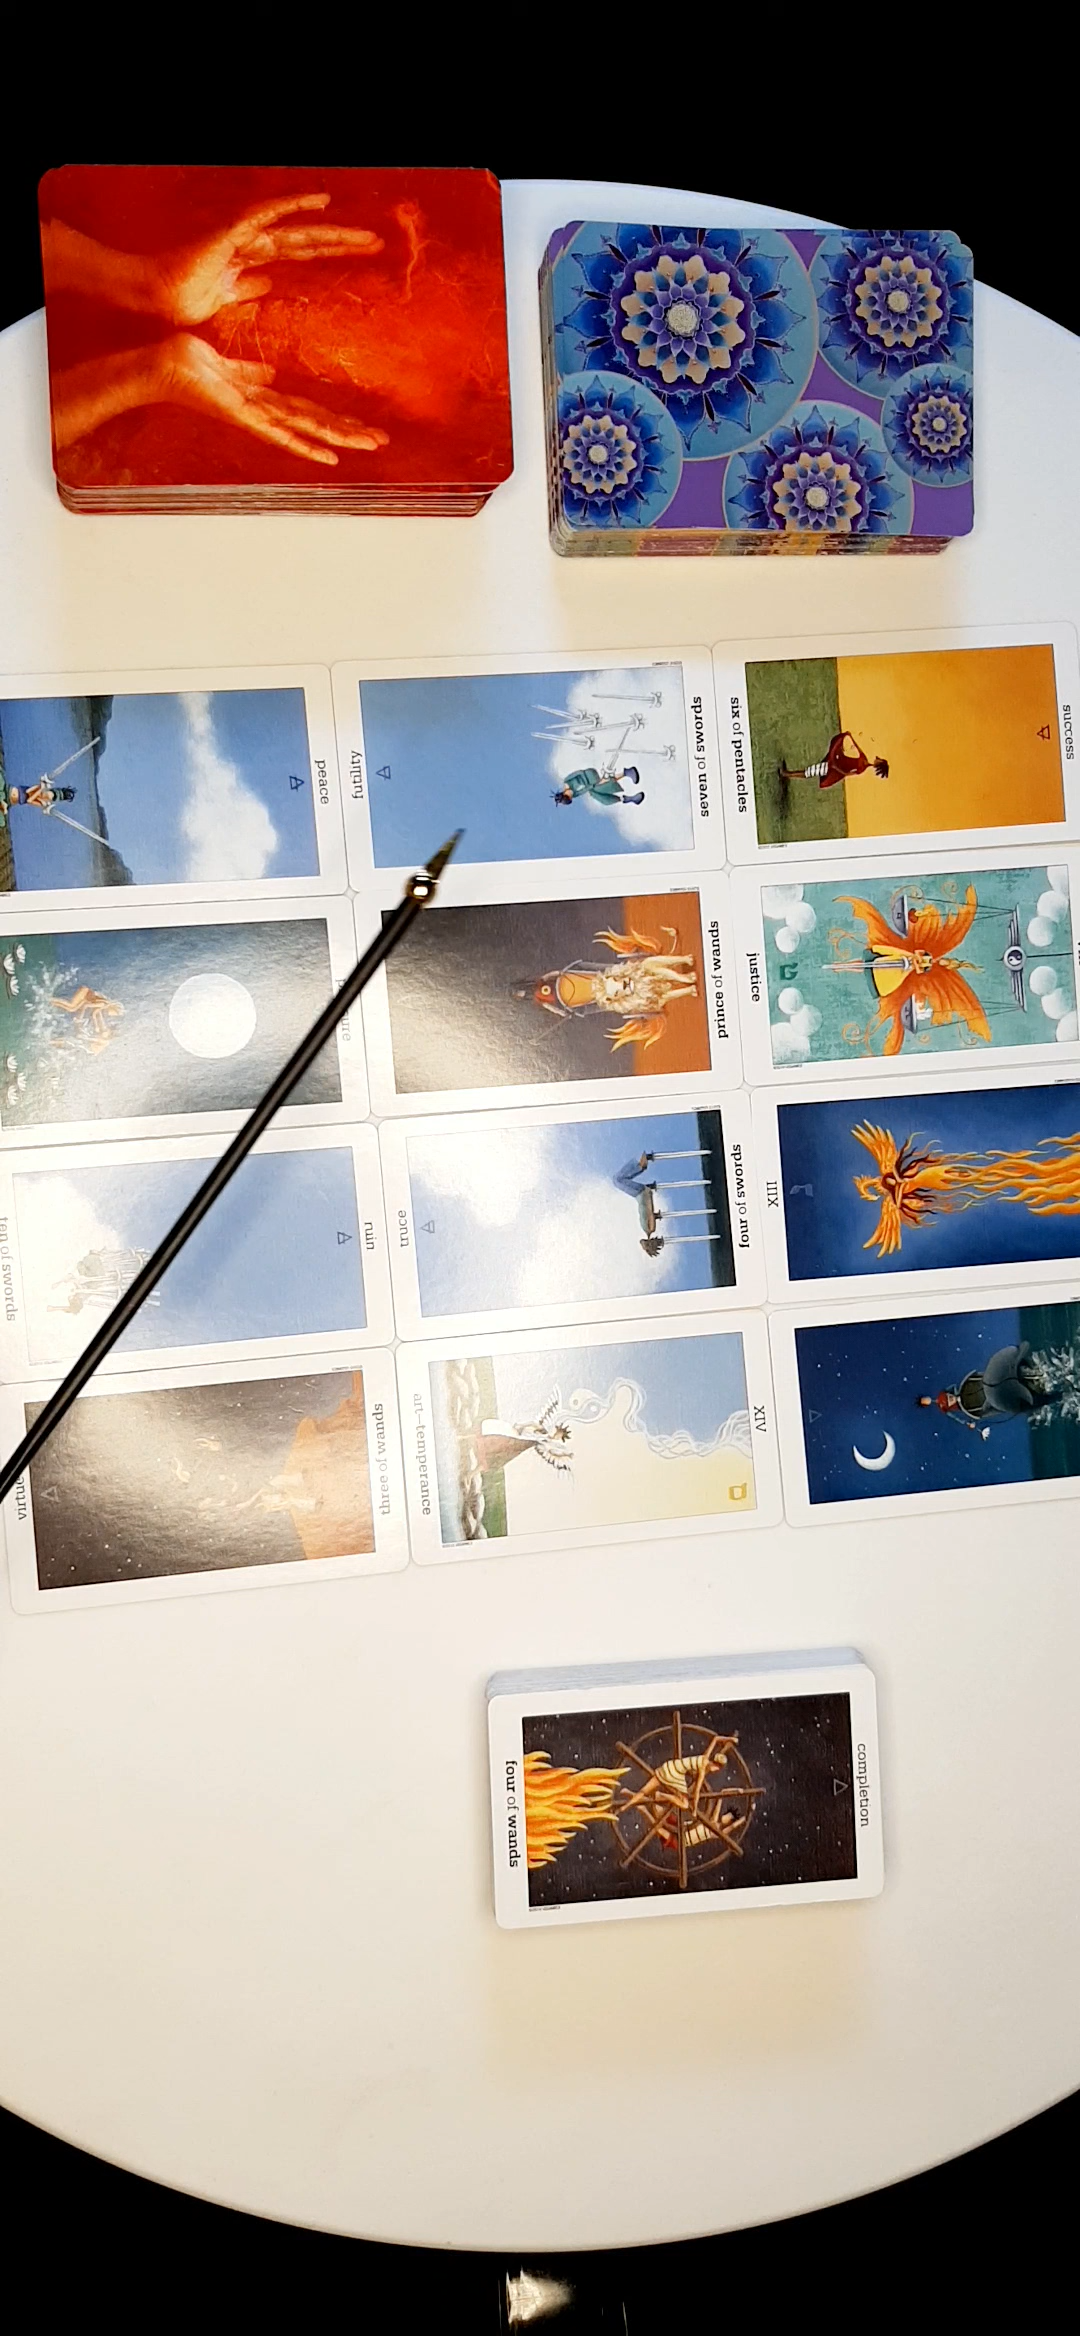 peace
futility
seven of swords
six of pentacles
success
prince of wands
justice
ten of swords
ruin
truce
four of swords
XIII
virtue
three of wands
art-temperance
XIV
four of wands
completion